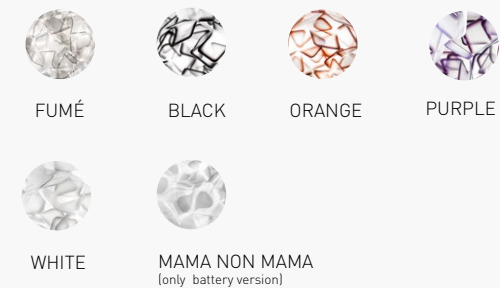 FUMÉ
BLACK
ORANGE
PURPLE
WHITE
MAMA NON MAMA
(only battery version)